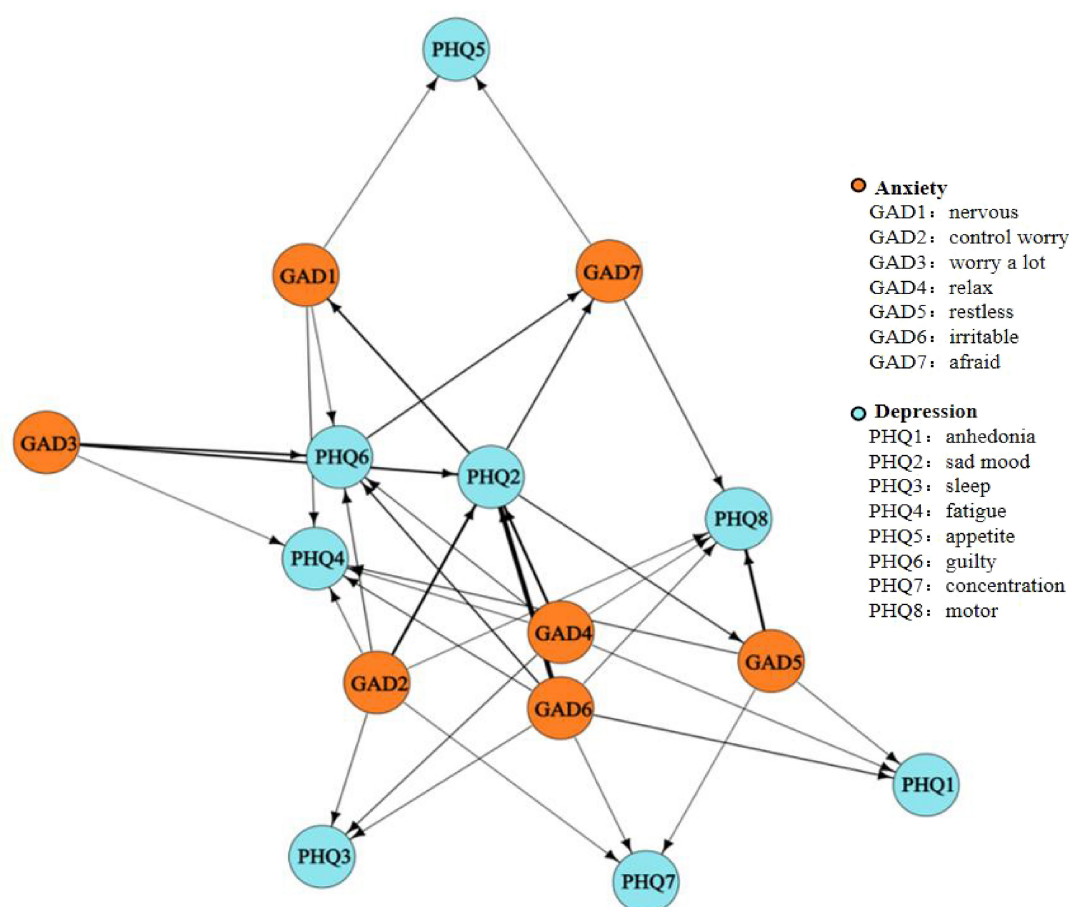 PHQ5
GAD1
GAD7
GAD3
PHQ6
PHQ2
PHQ8
PHQ4
GAD4
GAD2
GAD5
GAD6
PHQ1
PHQ3
PHQ7
Anxiety
GAD1：nervous
GAD2：control worry
GAD3：worry a lot
GAD4：relax
GAD5：restless
GAD6：irritable
GAD7：afraid
Depression
PHQ1：anhedonia
PHQ2：sad mood
PHQ3：sleep
PHQ4：fatigue
PHQ5：appetite
PHQ6：guilty
PHQ7：concentration
PHQ8：motor